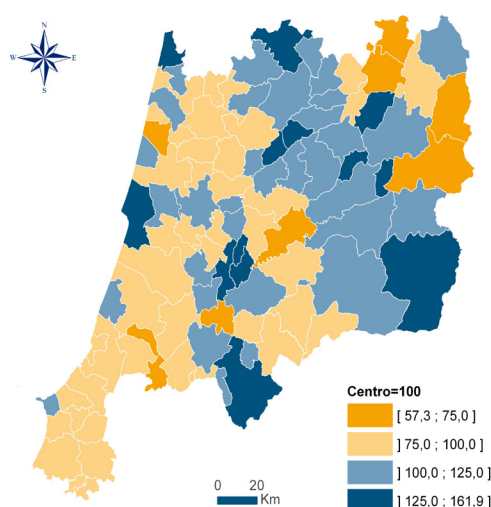 N
W E
S
Centro=100
[ 57,3 ; 75,0 ]
] 75,0 ; 100,0 ]
] 100,0 ; 125,0 ]
] 125,0 ; 161,9 ]
0 20
Km